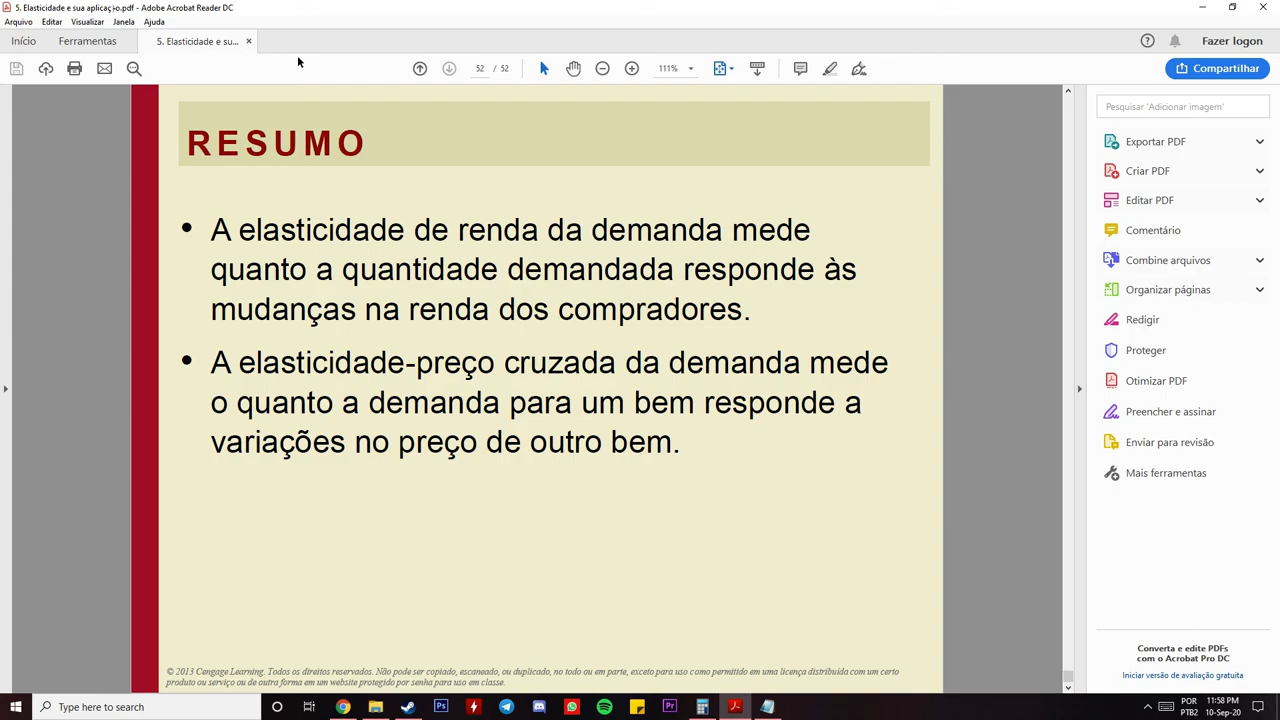 5. Elasticidade e sua aplicação.pdf - Adobe Acrobat Reader DC
Arquivo Editar Visualizar Janela Ajuda
Início Ferramentas 5. Elasticidade e su... × Fazer logon
52 / 52 111% Compartilhar
Pesquisar 'Adicionar imagem'
RESUMO
• A elasticidade de renda da demanda mede
quanto a quantidade demandada responde às
mudanças na renda dos compradores.
• A elasticidade-preço cruzada da demanda mede
o quanto a demanda para um bem responde a
variações no preço de outro bem.
© 2013 Cengage Learning. Todos os direitos reservados. Não pode ser copiado, escaneado, ou duplicado, no todo ou em parte, exceto para uso como permitido em uma licença distribuída com um certo
produto ou serviço ou de outra forma em um website protegido por senha para uso em classe.
Exportar PDF
Criar PDF
Editar PDF
Comentário
Combine arquivos
Organizar páginas
Redigir
Proteger
Otimizar PDF
Preencher e assinar
Enviar para revisão
Mais ferramentas
Converta e edite PDFs
com o Acrobat Pro DC
Iniciar versão de avaliação gratuita
Type here to search
Ps
Pr
POR
PTB2
11:58 PM
10-Sep-20